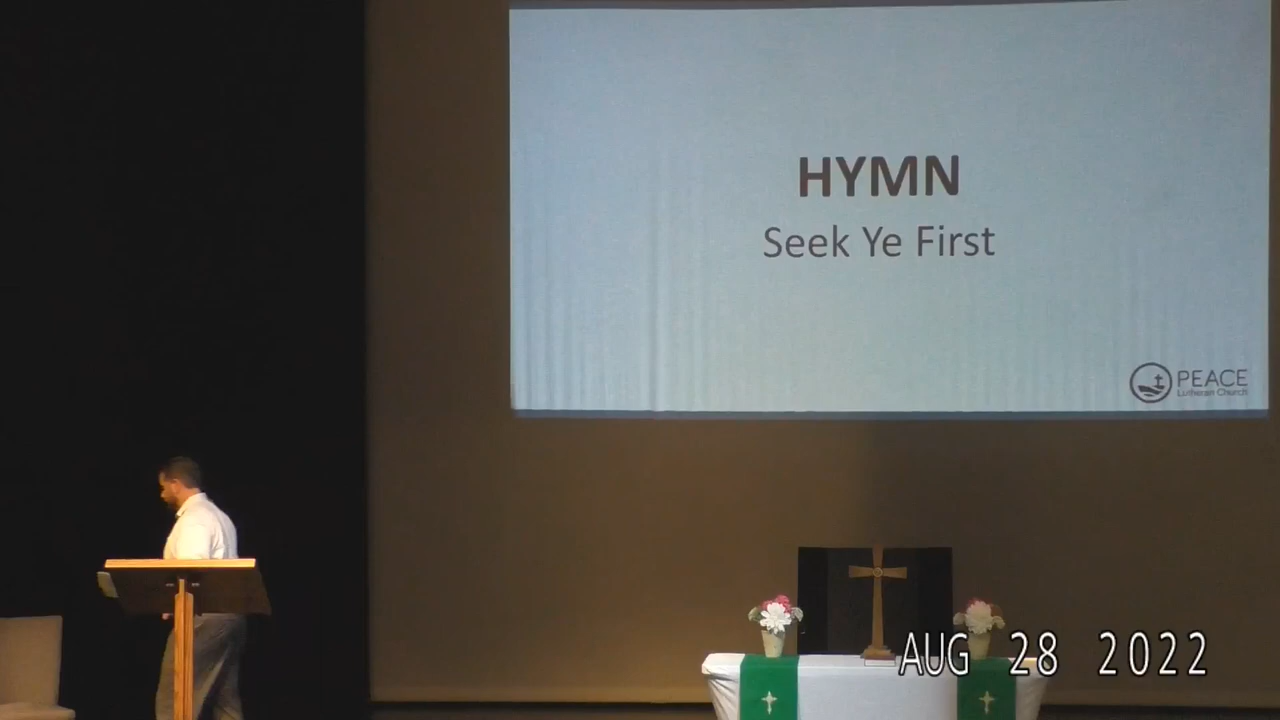 HYMN
Seek Ye First
PEACE
Lutheran Church
AUG 28 2022